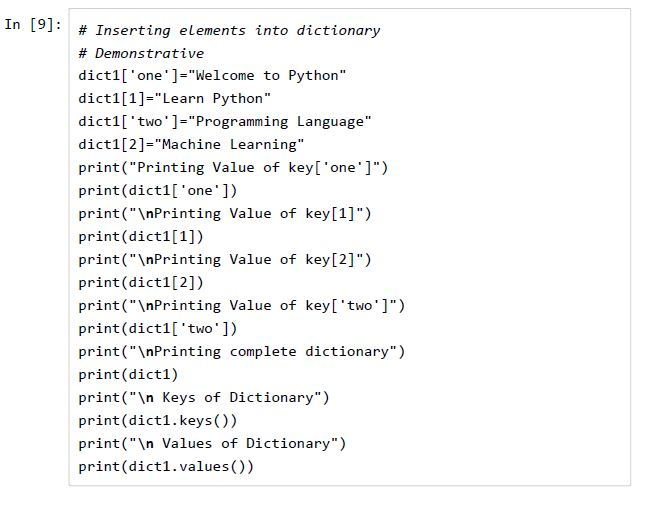 In [9]:
# Inserting elements into dictionary
# Demonstrative
dict1['one']="Welcome to Python"
dict1[1]="Learn Python"
dict1['two']="Programming Language"
dict1[2]="Machine Learning"
print("Printing Value of key['one']")
print(dict1['one'])
print("\nPrinting Value of key[1]")
print(dict1[1])
print("\nPrinting Value of key[2]")
print(dict1[2])
print("\nPrinting Value of key['two']")
print(dict1['two'])
print("\nPrinting complete dictionary")
print(dict1)
print("\n Keys of Dictionary")
print(dict1.keys())
print("\n Values of Dictionary")
print(dict1.values())